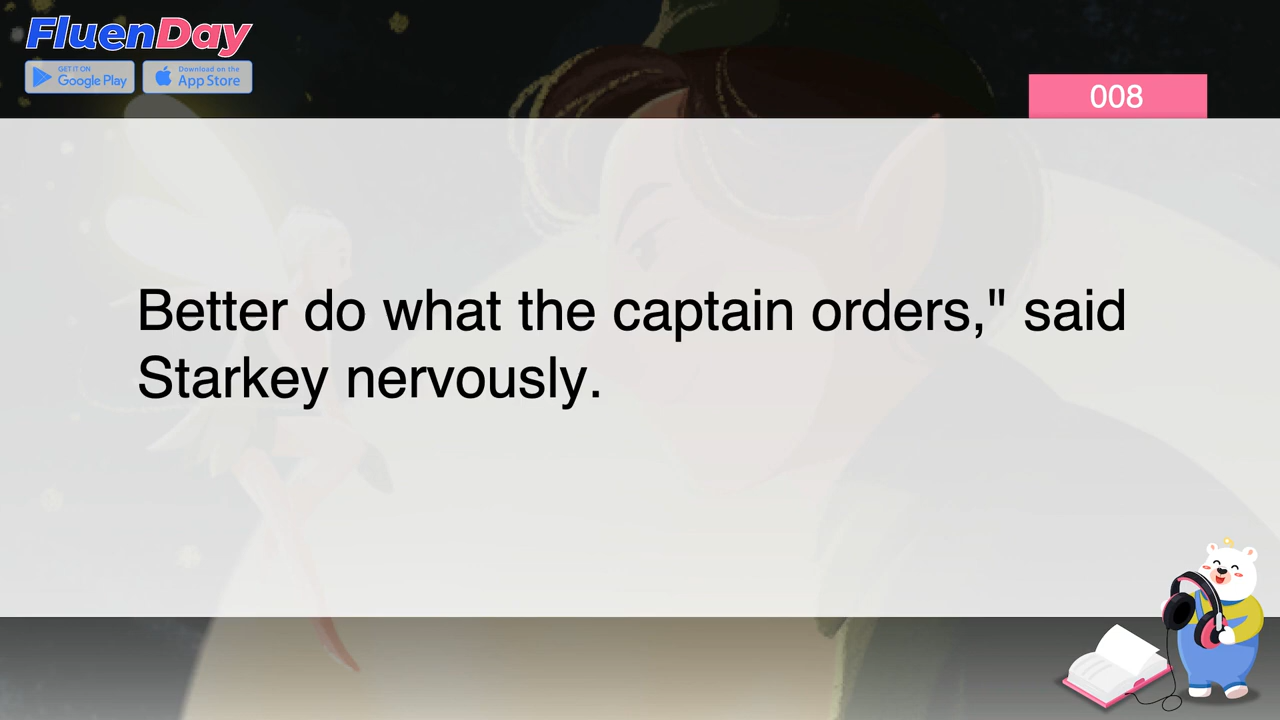 FluenDay
GET IT ON
Google Play
Download on the
App Store
008
Better do what the captain orders," said
Starkey nervously.